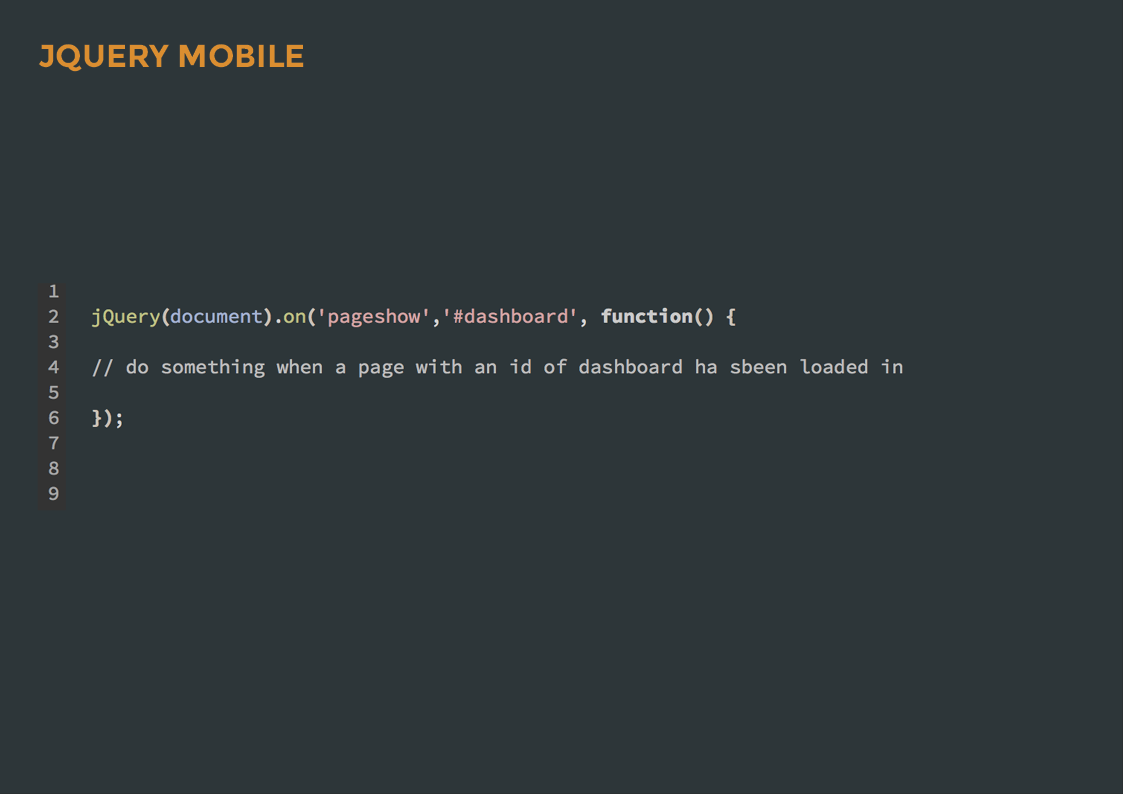 JQUERY MOBILE
1
2 jQuery(document).on('pageshow','#dashboard', function() {
3
4 // do something when a page with an id of dashboard ha sbeen loaded in
5
6 });
7
8
9